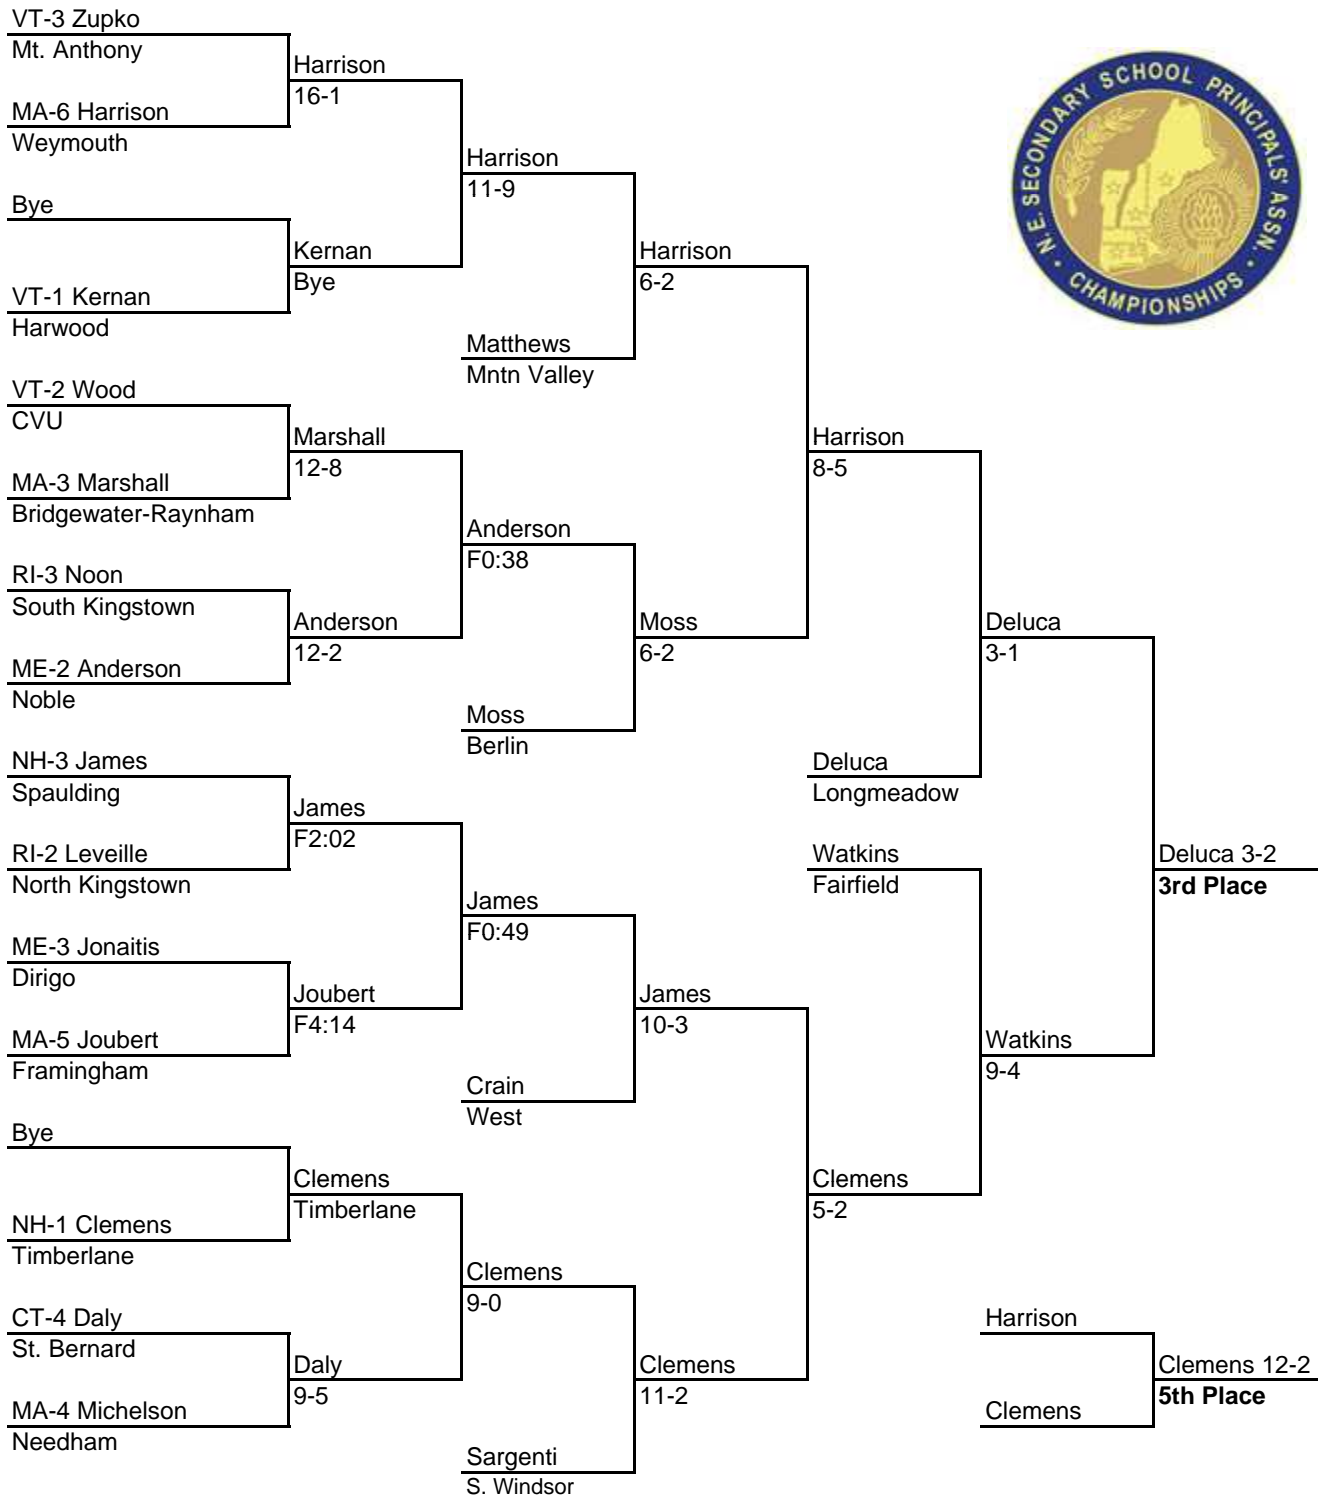 VT-3 Zupko
Mt. Anthony
MA-6 Harrison
Weymouth
Bye
VT-1 Kernan
Harwood
VT-2 Wood
CVU
MA-3 Marshall
Bridgewater-Raynham
RI-3 Noon
South Kingstown
ME-2 Anderson
Noble
NH-3 James
Spaulding
RI-2 Leveille
North Kingstown
ME-3 Jonaitis
Dirigo
MA-5 Joubert
Framingham
Bye
NH-1 Clemens
Timberlane
CT-4 Daly
St. Bernard
MA-4 Michelson
Needham
Harrison
16-1
Kernan
Bye
Marshall
12-8
Anderson
12-2
James
F2:02
Joubert
F4:14
Clemens
Timberlane
Daly
9-5
Harrison
11-9
Matthews
Mntn Valley
Anderson
F0:38
Moss
Berlin
James
F0:49
Crain
West
Clemens
9-0
Sargenti
S. Windsor
Harrison
6-2
Moss
6-2
James
10-3
Clemens
11-2
Harrison
8-5
Deluca
Longmeadow
Watkins
Fairfield
Clemens
5-2
Deluca
3-1
Watkins
9-4
Harrison
Clemens
Deluca 3-2
3rd Place
Clemens 12-2
5th Place
N.E. SECONDARY SCHOOL PRINCIPALS' ASSN.
• CHAMPIONSHIPS •